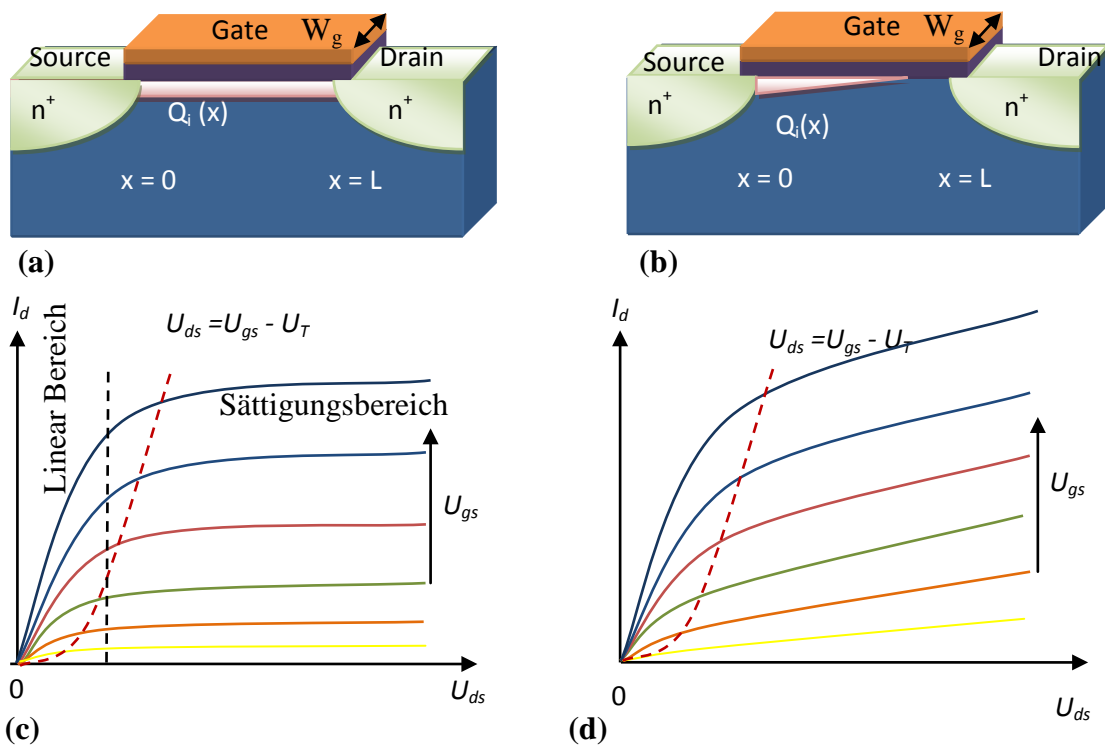 Gate
W_g
Source
Drain
n⁺
n⁺
Q_i (x)
x = 0
x = L
(a)
Gate
W_g
Source
Drain
n⁺
n⁺
Q_i(x)
x = 0
x = L
(b)
I_d
Linear Bereich
U_ds =U_gs - U_T
Sättigungsbereich
U_gs
0
U_ds
(c)
I_d
U_ds =U_gs - U_T
U_gs
0
U_ds
(d)